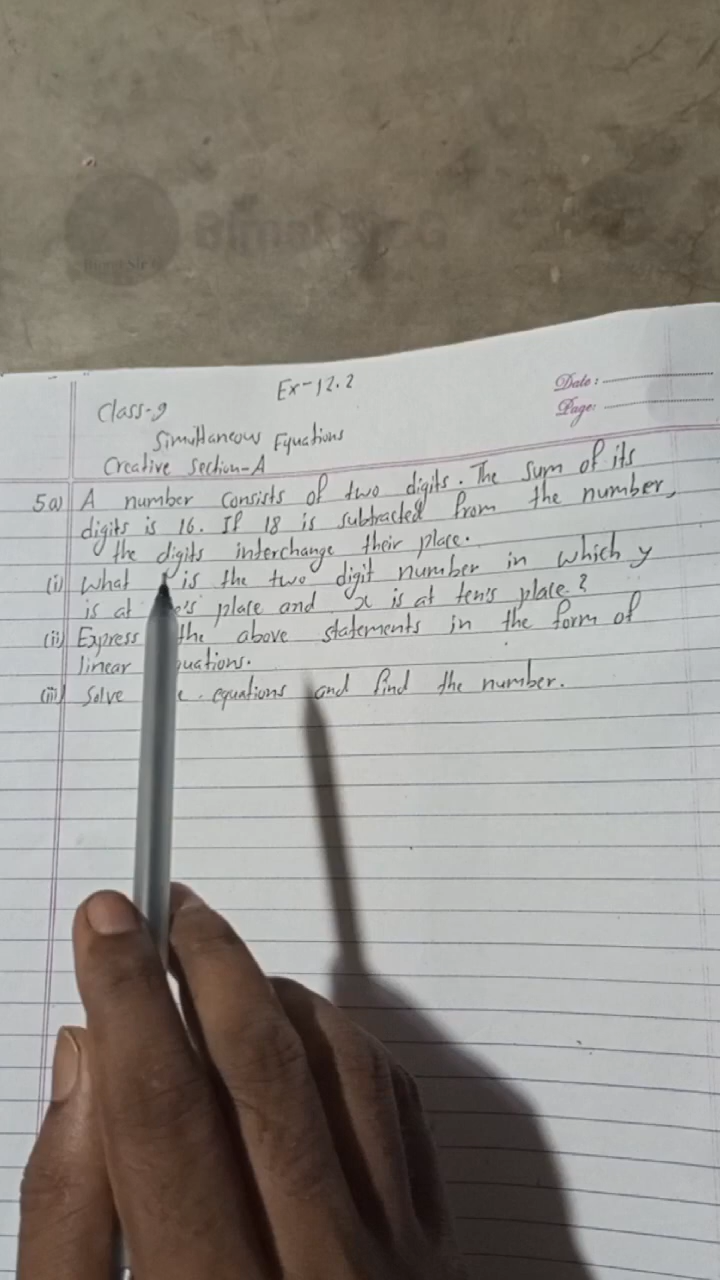 Ex-12.2
Date:
Page:
Class-9
Simultaneous Equations
Creative Section-A
5a) A number consists of two digits. The sum of its
digits is 16. If 18 is subtracted from the number,
the digits interchange their place.
(i) What is the two digit number in which y
is at place and x is at ten's place?
(ii) Express the above statements in the form of
linear
(iii) Solve equations and find the number.